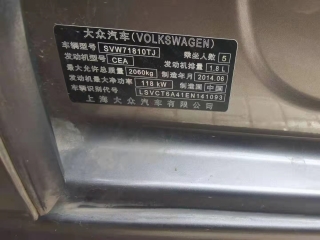 大众汽车(VOLKSWAGEN)
车辆型号 SVW71810TJ 乘坐人数 5
发动机型号 CEA 发动机排量 1.8 L
最大允许总质量 2060kg 制造年月 2014.06
发动机最大净功率 118 kW 制造国 中国
车辆识别代号 LSVCT6A41EN141093
上海大众汽车有限公司